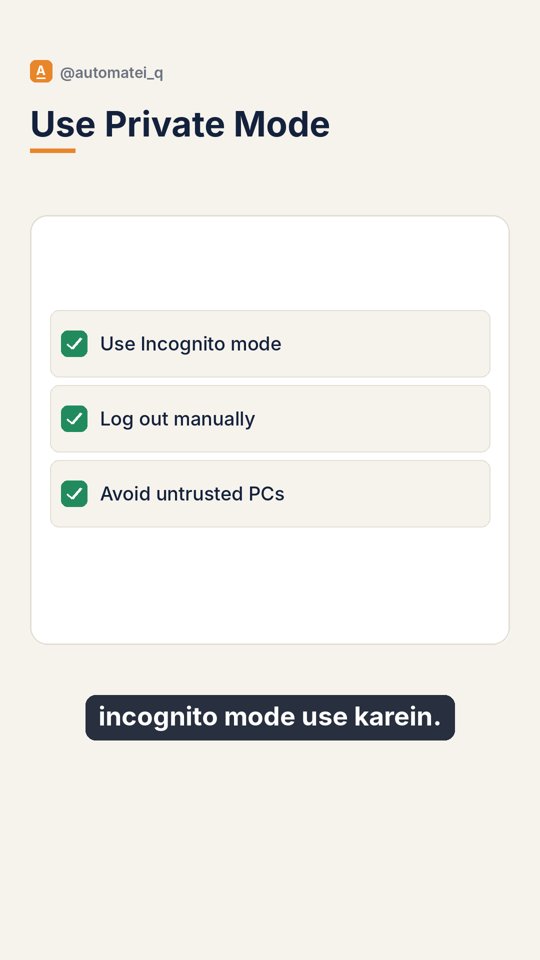 A
@automatei_q
Use Private Mode
Use Incognito mode
Log out manually
Avoid untrusted PCs
incognito mode use karein.